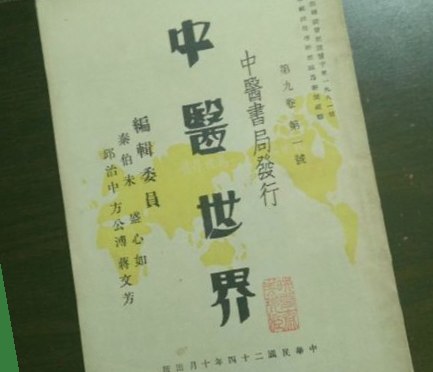 中醫世界
第九卷第一號
中醫書局發行
編輯委員
秦伯未 盛心如
邱治中 方公溥 蔣文芳
中華民國二十四年十月出版